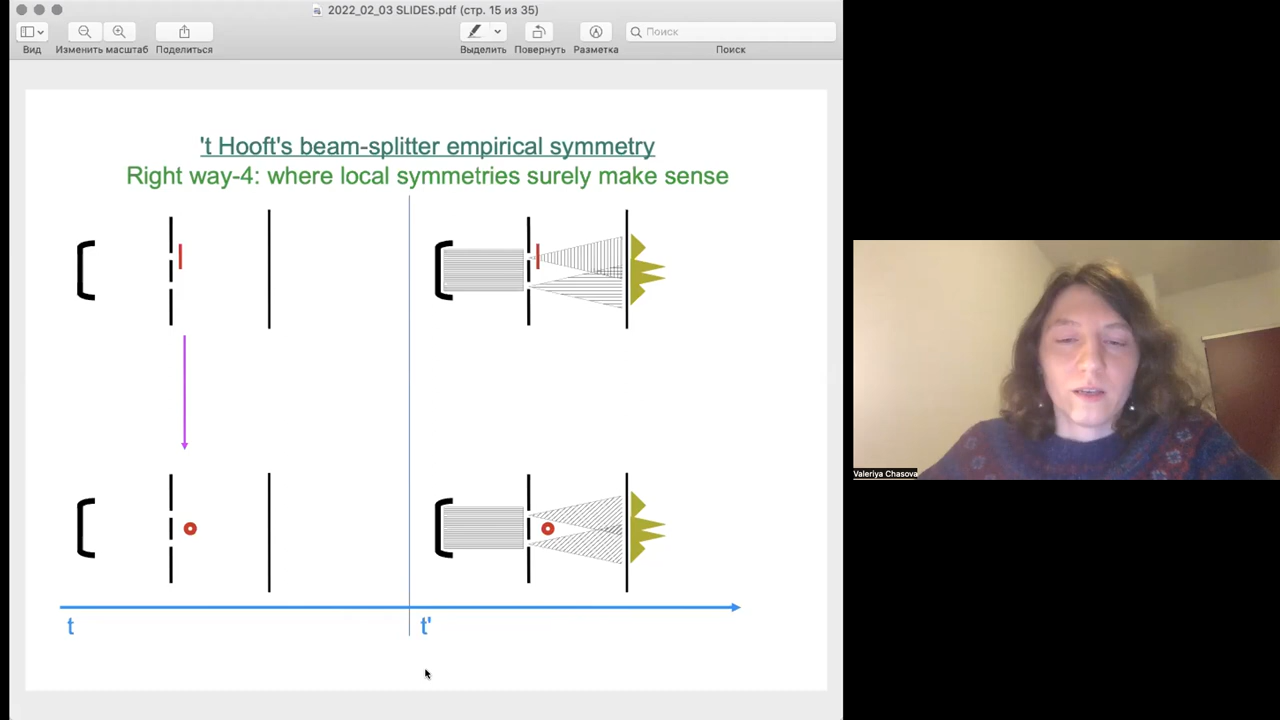 2022_02_03 SLIDES.pdf (стр. 15 из 35)
Вид
Изменить масштаб
Поделиться
Выделить
Повернуть
Разметка
Поиск
Поиск
't Hooft's beam-splitter empirical symmetry
Right way-4: where local symmetries surely make sense
t
t'
Valeriya Chasova